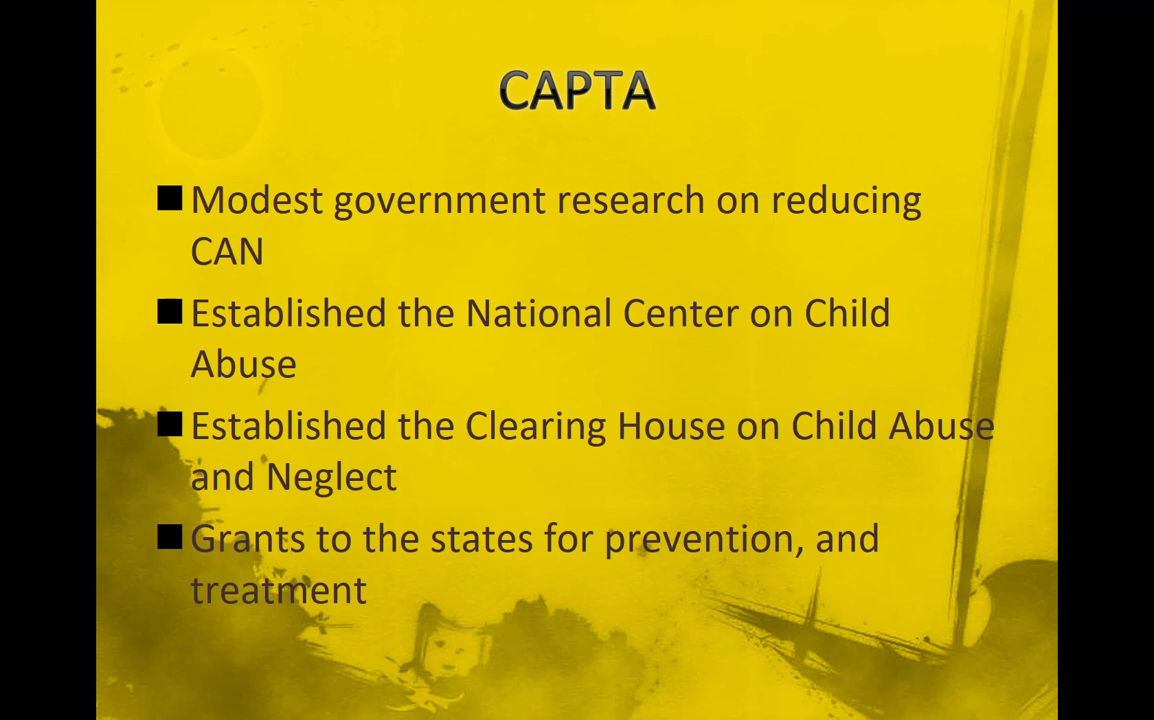 CAPTA
■ Modest government research on reducing
CAN
■ Established the National Center on Child
Abuse
■ Established the Clearing House on Child Abuse
and Neglect
■ Grants to the states for prevention, and
treatment